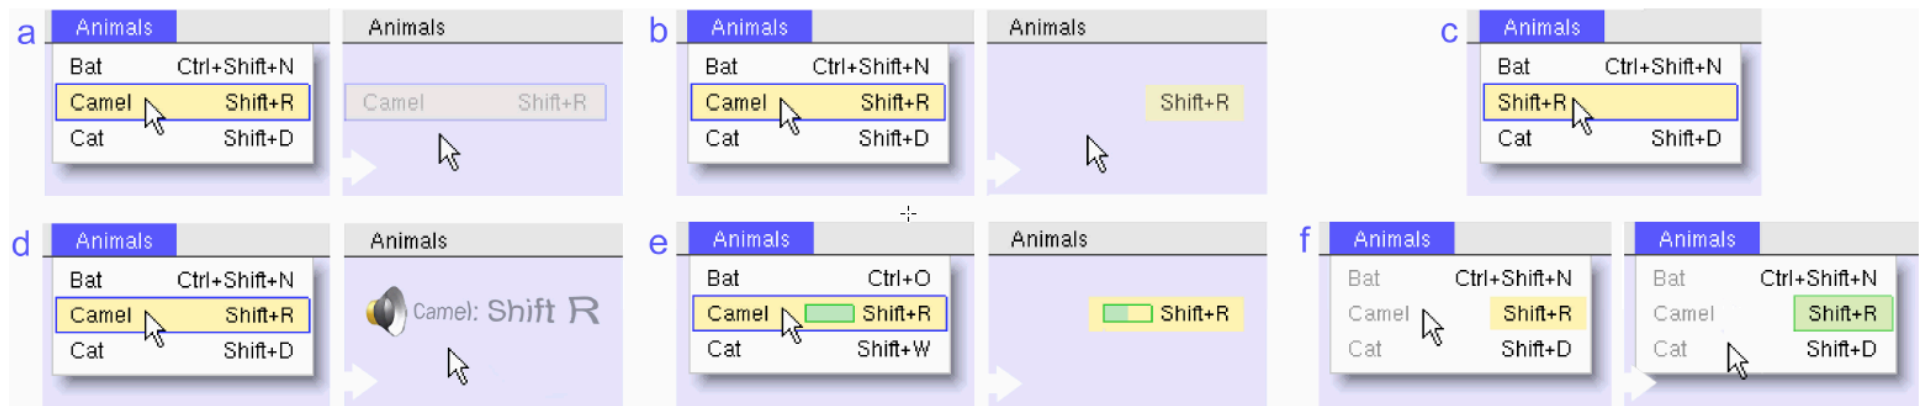 a
Animals
Bat Ctrl+Shift+N
Camel Shift+R
Cat Shift+D
Animals
Camel Shift+R
b
Animals
Bat Ctrl+Shift+N
Camel Shift+R
Cat Shift+D
Animals
Shift+R
c
Animals
Bat Ctrl+Shift+N
Shift+R
Cat Shift+D
d
Animals
Bat Ctrl+Shift+N
Camel Shift+R
Cat Shift+D
Animals
Camel: Shift R
e
Animals
Bat Ctrl+O
Camel Shift+R
Cat Shift+W
Animals
Shift+R
f
Animals
Bat Ctrl+Shift+N
Camel Shift+R
Cat Shift+D
Animals
Bat Ctrl+Shift+N
Camel Shift+R
Cat Shift+D